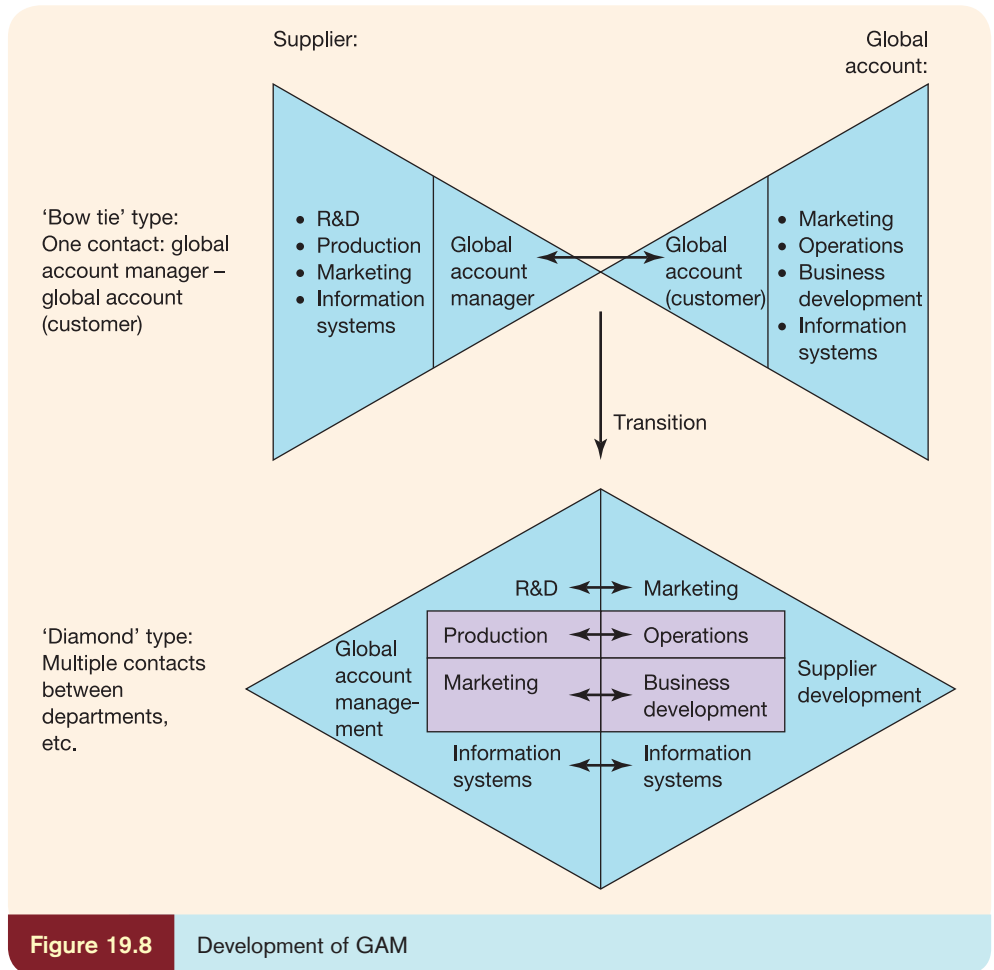 Supplier:
Global
account:
'Bow tie' type:
One contact: global
account manager –
global account
(customer)
• R&D
• Production
• Marketing
• Information
systems
Global
account
manager
Global
account
(customer)
• Marketing
• Operations
• Business
development
• Information
systems
Transition
'Diamond' type:
Multiple contacts
between
departments,
etc.
Global
account
manage-
ment
R&D
Marketing
Production
Operations
Marketing
Business
development
Information
systems
Information
systems
Supplier
development
Figure 19.8
Development of GAM